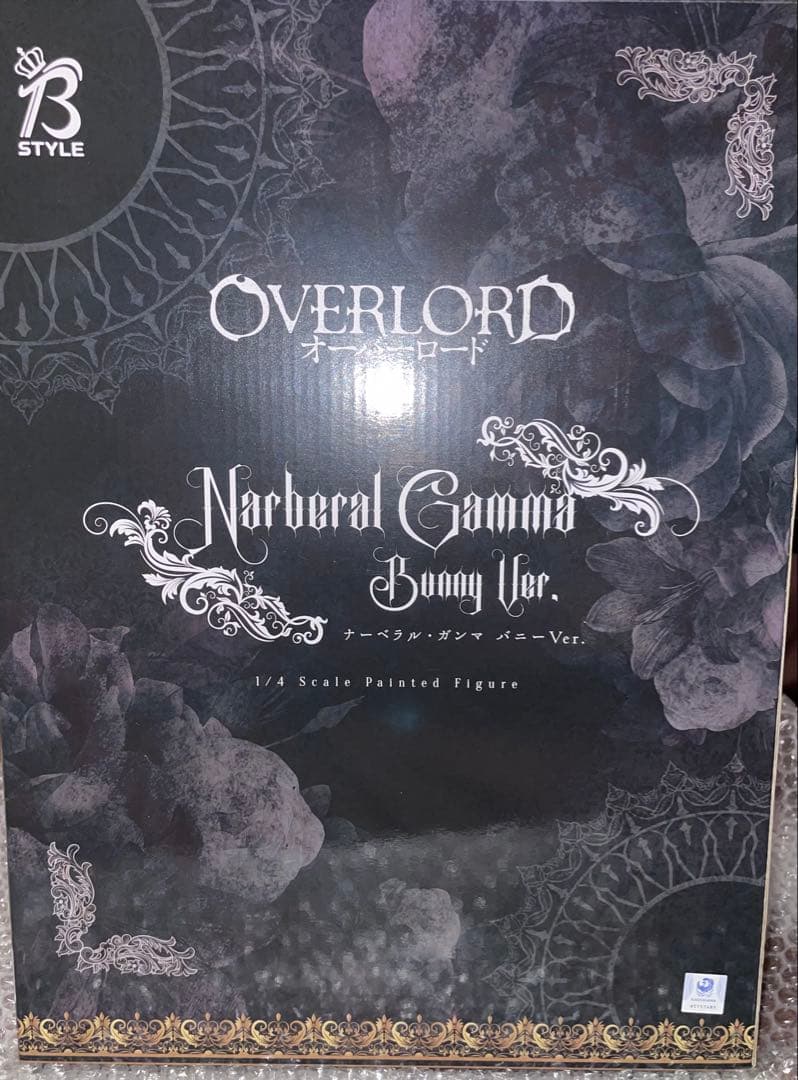 B
STYLE
OVERLORD
オーバーロード
Narberal Gamma
Bunny Ver.
ナーベラル・ガンマ バニーVer.
1/4 Scale Painted Figure